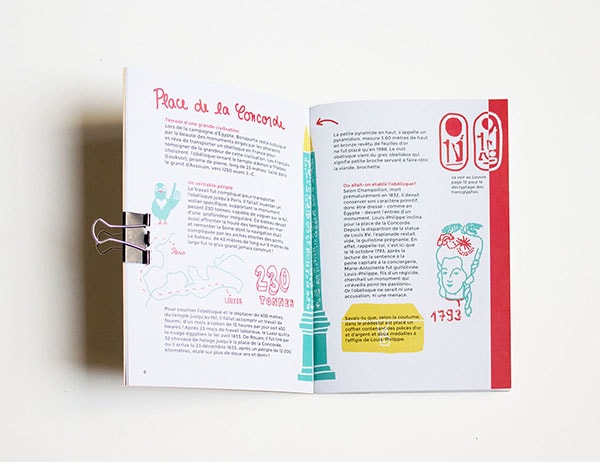 Place de la Concorde
Témoin d'une grande civilisation
Lors de la campagne d'Égypte, Bonaparte resta subjugué
par la beauté des monuments érigés par les pharaons
et rêva de transporter un obélisque en France pour
témoigner de la grandeur de cette civilisation. Les Français
choisirent l'obélisque ornant le temple d'Amon à Thèbes
(Louksor), prisme de pierre, long de 23 mètres, taillé dans
le granit d'Assouan, vers 1250 avant J.-C.
Un véritable périple
Le travail fut compliqué pour transporter
l'obélisque jusqu'à Paris. Il fallait inventer un
voilier spécifique, supportant le monument
pesant 230 tonnes, capable de voguer sur le Nil,
d'une profondeur irrégulière. Ce bateau devait
aussi affronter la houle des tempêtes en mer
et remonter la Seine dont la navigation était
compliquée par les arches étroites des ponts.
Le bateau, de 43 mètres de long sur 9 mètres de
large fut le plus grand jamais construit !
Paris
LOUXOR
230
TONNES
Pour coucher l'obélisque et le déplacer de 400 mètres,
du temple jusqu'au Nil, il fallait accomplir un travail de
fourmi, d'un mois à raison de 15 heures par jour soit 450
heures ! Après 23 mois de travail laborieux, le Luxor quitta
le rivage égyptien le 1er avril 1833. De Rouen, il fut tiré par
32 chevaux de halage jusqu'à la place de la Concorde,
où il arriva le 23 décembre 1833, après un périple de 12 000
kilomètres, étalé sur plus de deux ans et demi !
6
La petite pyramide en haut, s'appelle un
pyramidion, mesure 3,60 mètres de haut
en bronze revêtu de feuilles d'or
ne fut placé qu'en 1988. Le mot
obélisque vient du grec obeliskos qui
signifie petite broche servant à faire rôtir
la viande, brochette.
Où allait-on établir l'obélisque?
Selon Champollion, mort
prématurément en 1832, il devait
conserver son caractère primitif,
donc être dressé - comme en
Égypte - devant l'entrée d'un
monument. Louis-Philippe inclina
pour la place de la Concorde.
Depuis la disparition de la statue
de Louis XV, l'esplanade restait
vide, la guillotine prégnante. En
effet, rappelle-toi, c'est ici que
le 16 octobre 1793, après la
lecture de la sentence à la
peine capitale à la conciergerie,
Marie-Antoinette fut guillotinée.
Louis-Philippe, fils d'un régicide,
cherchait un monument qui
«n'éveilla point les passions».
Or l'obélisque ne serait ni une
accusation, ni une menace.
va voir au Louvre
page 10 pour le
décryptage des
hiéroglyphes
1793
Savais-tu que, selon la coutume,
dans le piédestal est placé un
coffret contenant des pièces d'or
et d'argent et deux médailles à
l'effigie de Louis-Philippe.